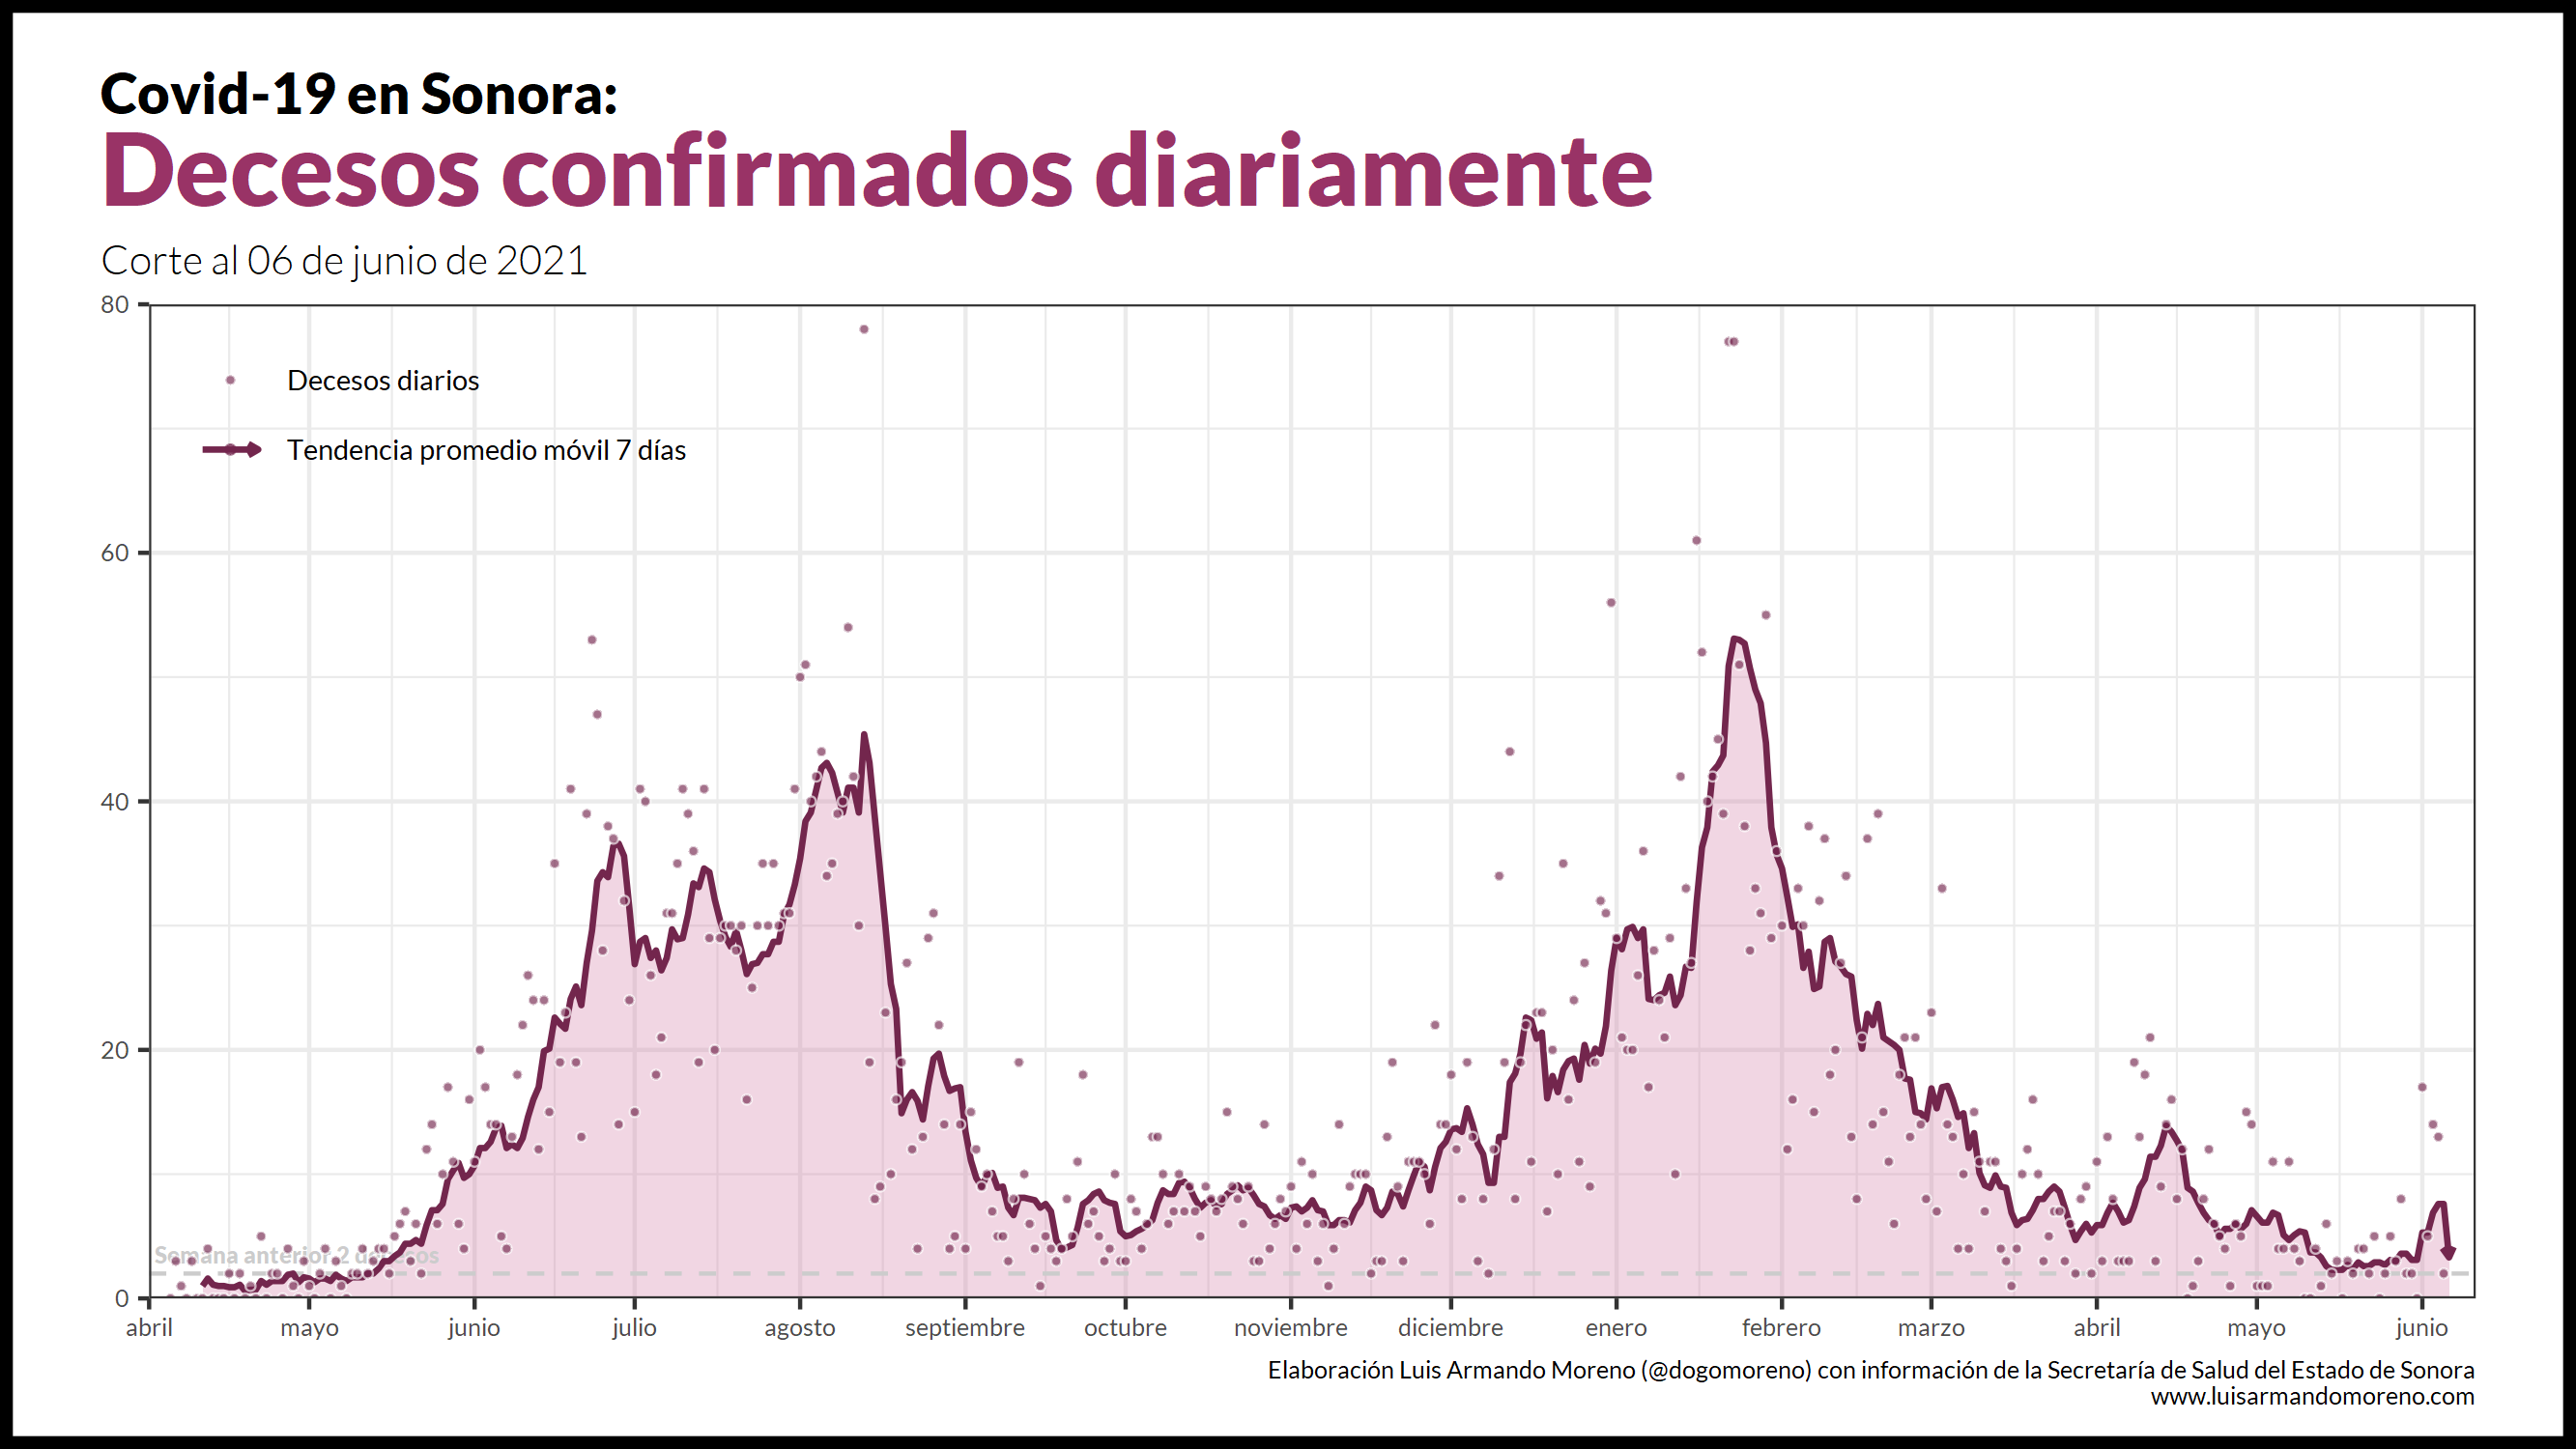 Covid-19 en Sonora:
Decesos confirmados diariamente
Corte al 06 de junio de 2021
80
60
40
20
0
Decesos diarios
Tendencia promedio móvil 7 días
Semana anterior 2 decesos
abril mayo junio julio agosto septiembre octubre noviembre diciembre enero febrero marzo abril mayo junio
Elaboración Luis Armando Moreno (@dogomoreno) con información de la Secretaría de Salud del Estado de Sonora
www.luisarmandomoreno.com